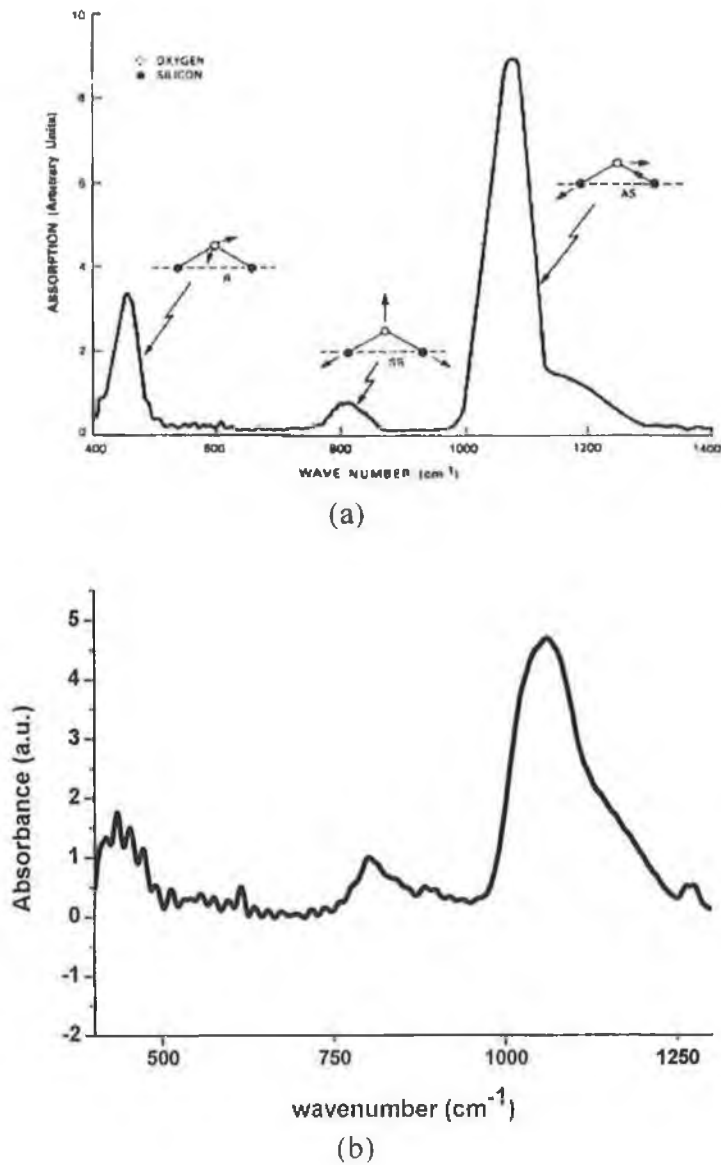 10
◇ OXYGEN
● SILICON
ABSORPTION (Arbitrary Units)
8
6
4
2
0
R
SS
AS
400
600
800
1000
1200
1400
WAVE NUMBER (cm⁻¹)
(a)
Absorbance (a.u.)
5
4
3
2
1
0
-1
-2
500
750
1000
1250
wavenumber (cm⁻¹)
(b)